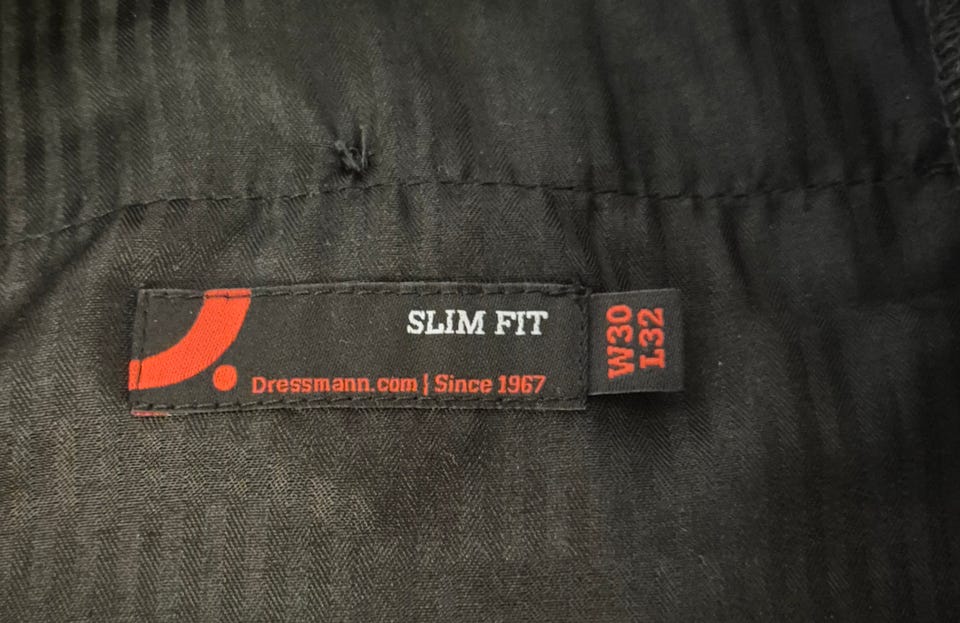 SLIM FIT
Dressmann.com | Since 1967
W30
L32